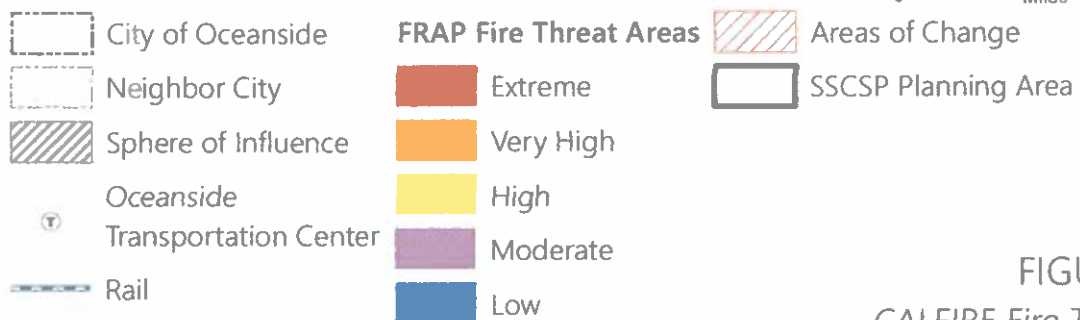 City of Oceanside
Neighbor City
Sphere of Influence
Oceanside
Transportation Center
T
Rail
FRAP Fire Threat Areas
Extreme
Very High
High
Moderate
Low
Areas of Change
SSCSP Planning Area